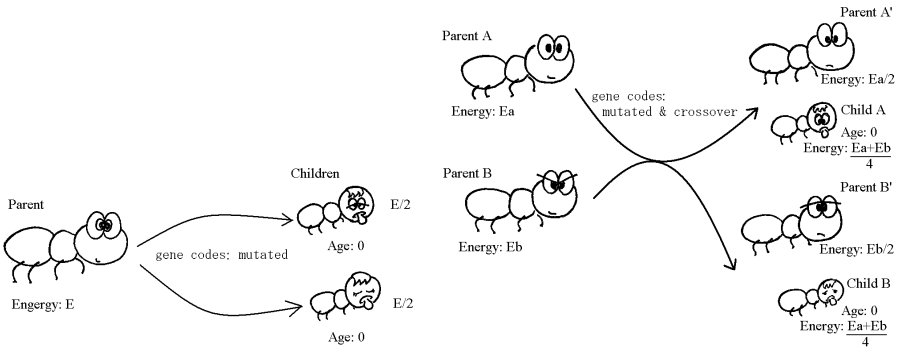 Parent
Engergy: E
gene codes: mutated
Children
E/2
Age: 0
E/2
Age: 0
Parent A
Energy: Ea
Parent B
Energy: Eb
gene codes:
mutated & crossover
Parent A'
Energy: Ea/2
Child A
Age: 0
Energy: Ea+Eb
4
Parent B'
Energy: Eb/2
Child B
Age: 0
Energy: Ea+Eb
4